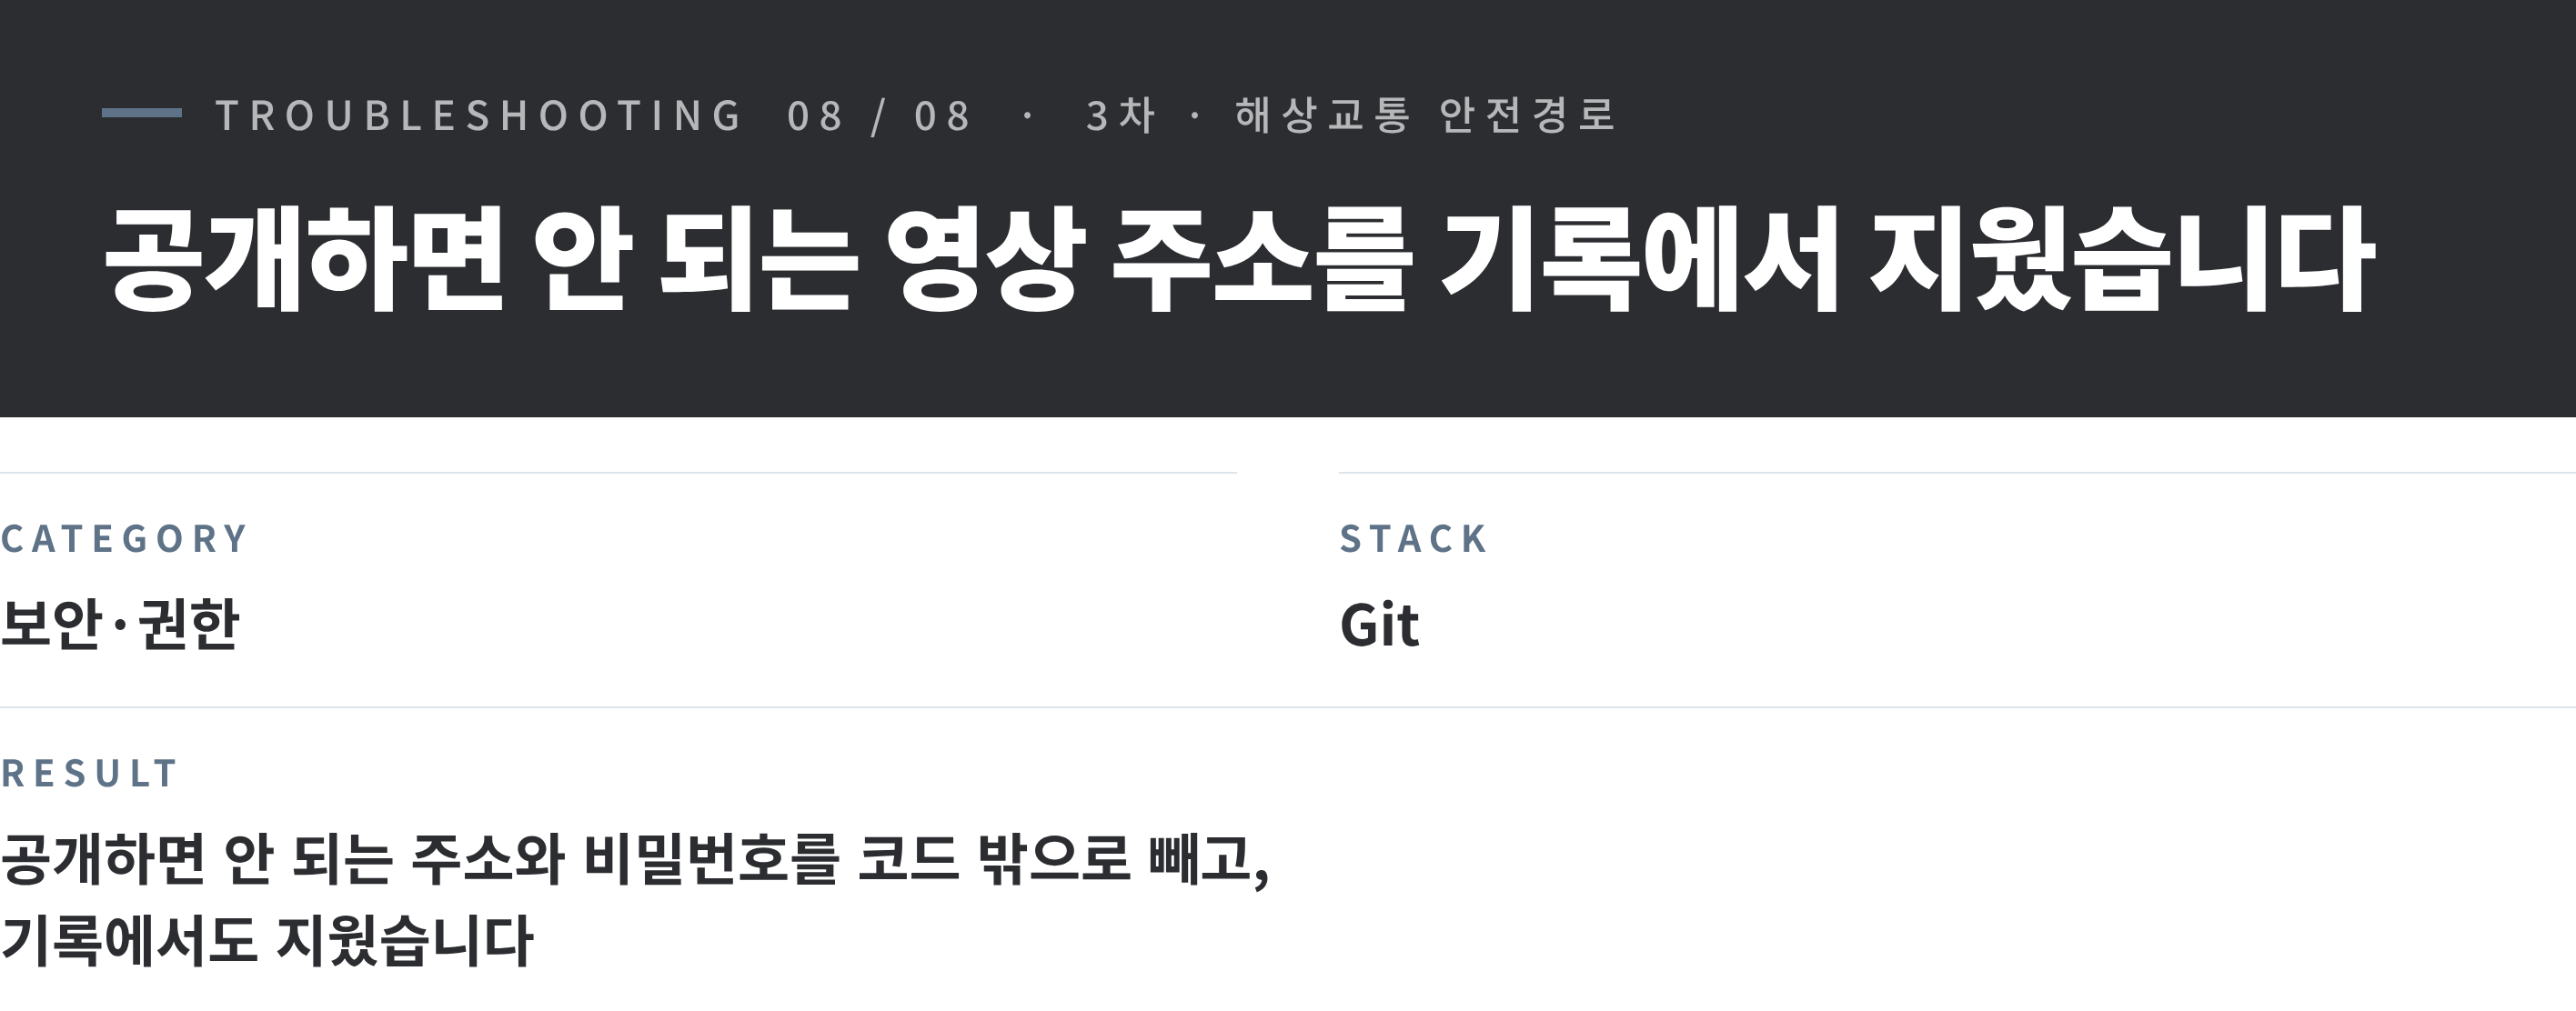 TROUBLESHOOTING 08 / 08 · 3차 · 해상교통 안전경로
공개하면 안 되는 영상 주소를 기록에서 지웠습니다
CATEGORY
보안·권한
STACK
Git
RESULT
공개하면 안 되는 주소와 비밀번호를 코드 밖으로 빼고,
기록에서도 지웠습니다